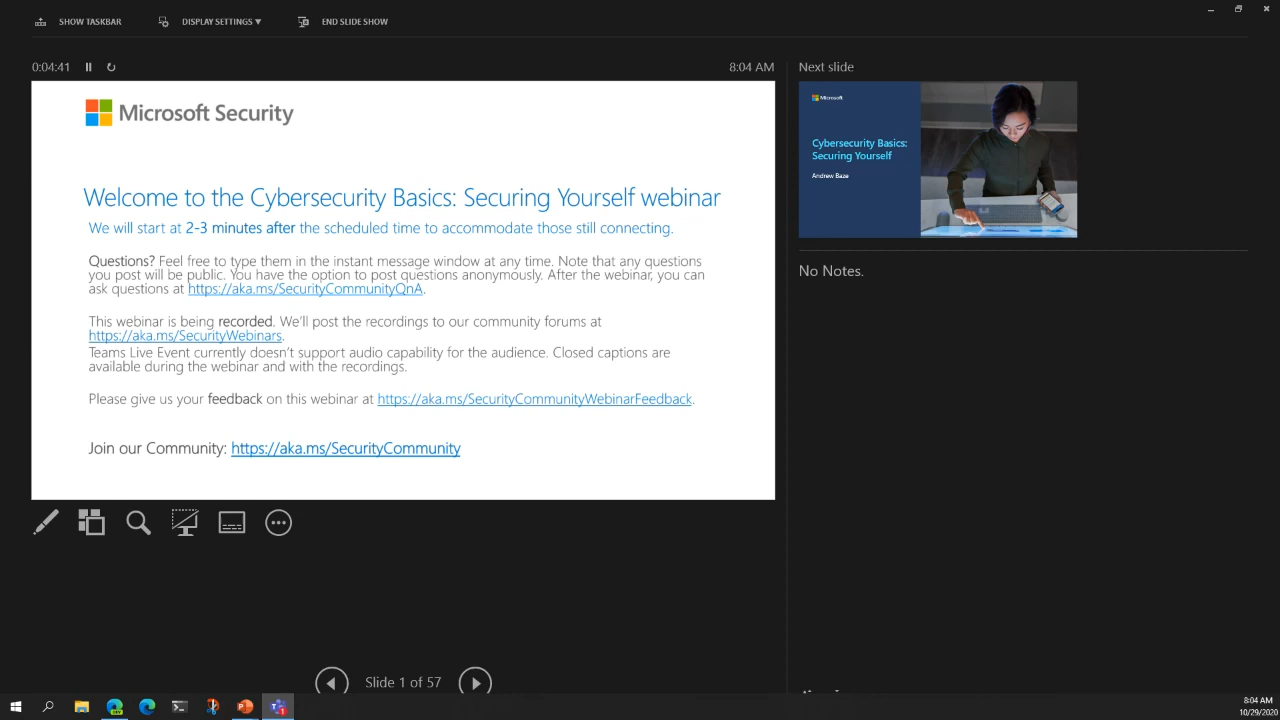 SHOW TASKBAR
DISPLAY SETTINGS ▼
END SLIDE SHOW
0:04:41
8:04 AM
Microsoft Security
Welcome to the Cybersecurity Basics: Securing Yourself webinar
We will start at 2-3 minutes after the scheduled time to accommodate those still connecting.
Questions? Feel free to type them in the instant message window at any time. Note that any questions
you post will be public. You have the option to post questions anonymously. After the webinar, you can
ask questions at https://aka.ms/SecurityCommunityQnA.
This webinar is being recorded. We'll post the recordings to our community forums at
https://aka.ms/SecurityWebinars.
Teams Live Event currently doesn't support audio capability for the audience. Closed captions are
available during the webinar and with the recordings.
Please give us your feedback on this webinar at https://aka.ms/SecurityCommunityWebinarFeedback.
Join our Community: https://aka.ms/SecurityCommunity
Slide 1 of 57
Next slide
Microsoft
Cybersecurity Basics:
Securing Yourself
Andrew Baze
No Notes.
8:04 AM
10/29/2020